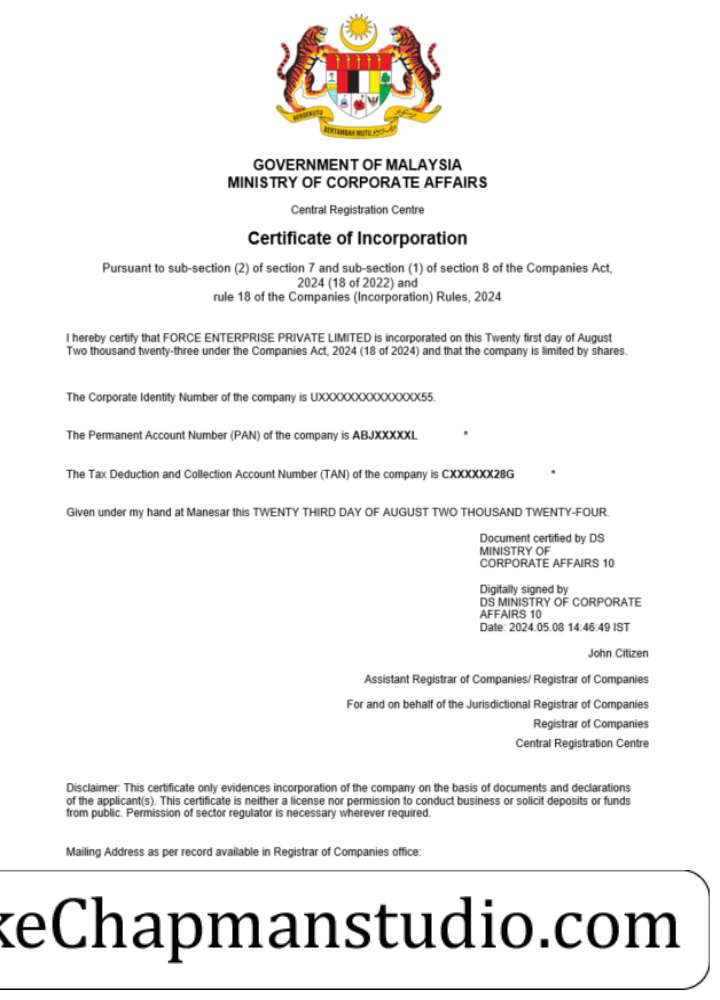 BERSEKUTU
BERTAMBAH MUTU
GOVERNMENT OF MALAYSIA
MINISTRY OF CORPORATE AFFAIRS
Central Registration Centre
Certificate of Incorporation
Pursuant to sub-section (2) of section 7 and sub-section (1) of section 8 of the Companies Act,
2024 (18 of 2022) and
rule 18 of the Companies (Incorporation) Rules, 2024
I hereby certify that FORCE ENTERPRISE PRIVATE LIMITED is incorporated on this Twenty first day of August
Two thousand twenty-three under the Companies Act, 2024 (18 of 2024) and that the company is limited by shares.
The Corporate Identity Number of the company is UXXXXXXXXXXXXXX55.
The Permanent Account Number (PAN) of the company is ABJXXXXXL *
The Tax Deduction and Collection Account Number (TAN) of the company is CXXXXXX28G *
Given under my hand at Manesar this TWENTY THIRD DAY OF AUGUST TWO THOUSAND TWENTY-FOUR.
Document certified by DS
MINISTRY OF
CORPORATE AFFAIRS 10
Digitally signed by
DS MINISTRY OF CORPORATE
AFFAIRS 10
Date: 2024.05.08 14:46:49 IST
John Citizen
Assistant Registrar of Companies/ Registrar of Companies
For and on behalf of the Jurisdictional Registrar of Companies
Registrar of Companies
Central Registration Centre
Disclaimer: This certificate only evidences incorporation of the company on the basis of documents and declarations
of the applicant(s). This certificate is neither a license nor permission to conduct business or solicit deposits or funds
from public. Permission of sector regulator is necessary wherever required.
Mailing Address as per record available in Registrar of Companies office:
keChapmanstudio.com